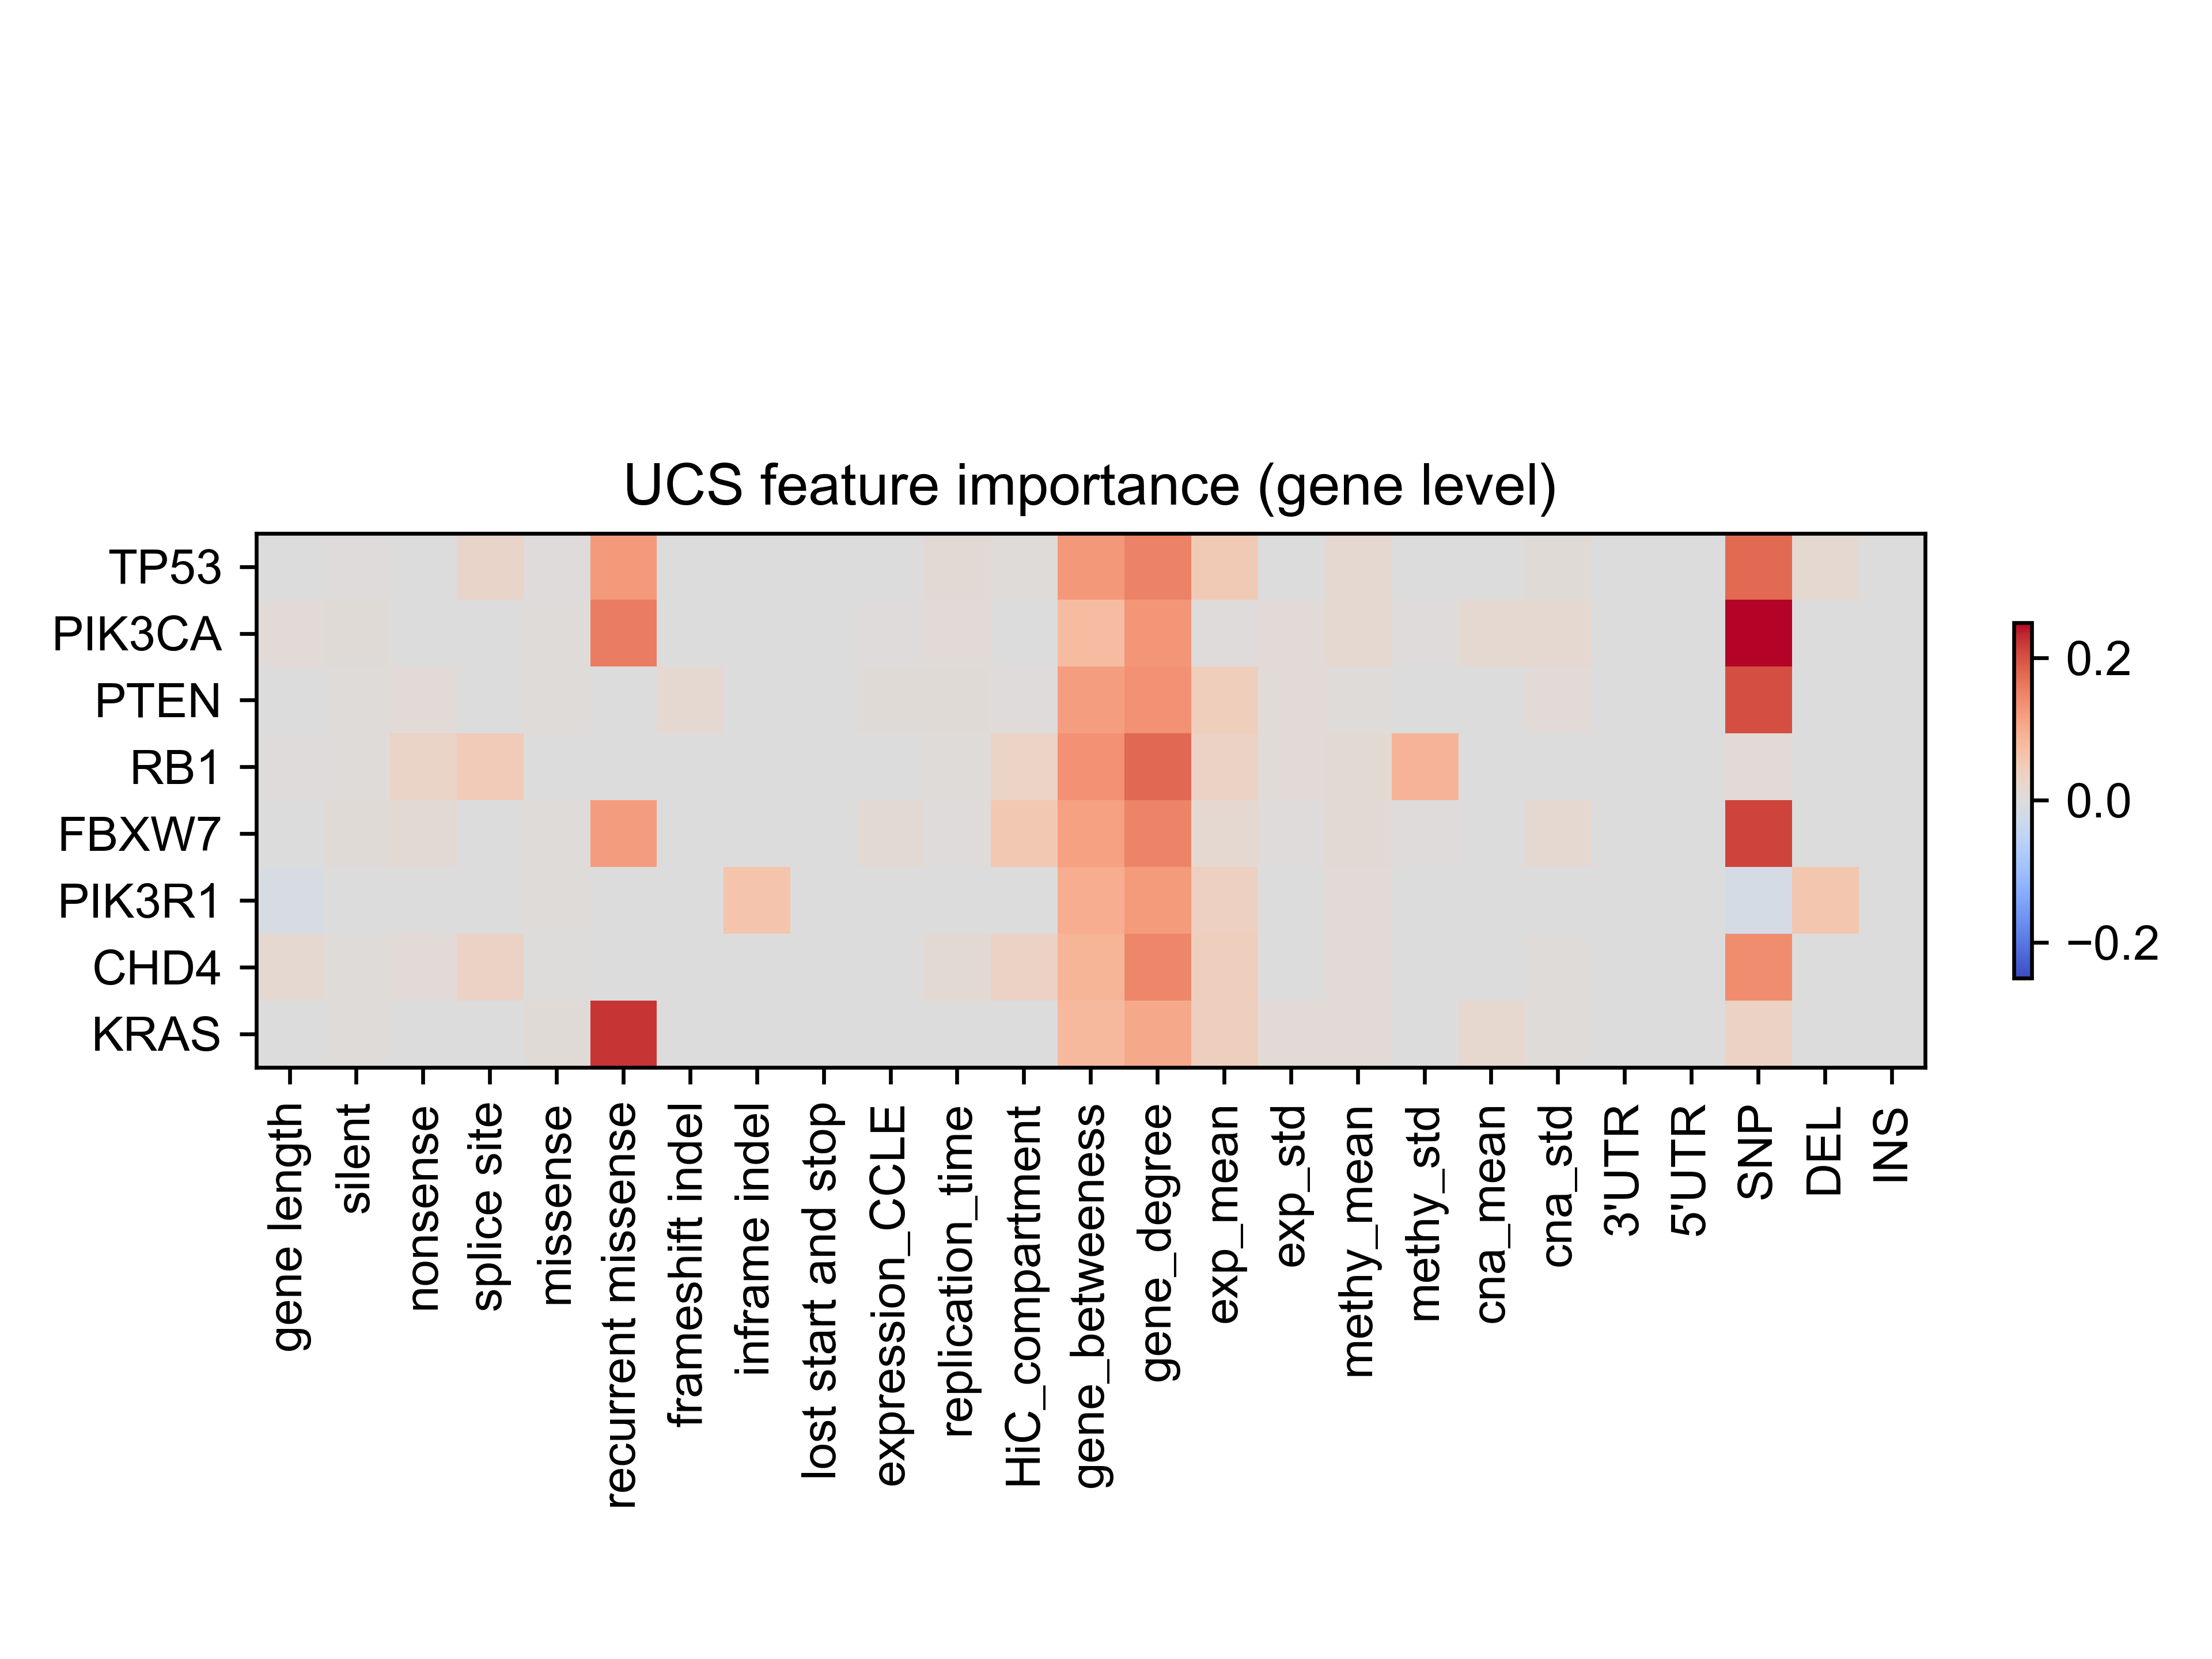 UCS feature importance (gene level)
TP53
PIK3CA
PTEN
RB1
FBXW7
PIK3R1
CHD4
KRAS
gene length
silent
nonsense
splice site
missense
recurrent missense
frameshift indel
inframe indel
lost start and stop
expression_CCLE
replication_time
HiC_compartment
gene_betweeness
gene_degree
exp_mean
exp_std
methy_mean
methy_std
cna_mean
cna_std
3'UTR
5'UTR
SNP
DEL
INS
0.2
0.0
−0.2